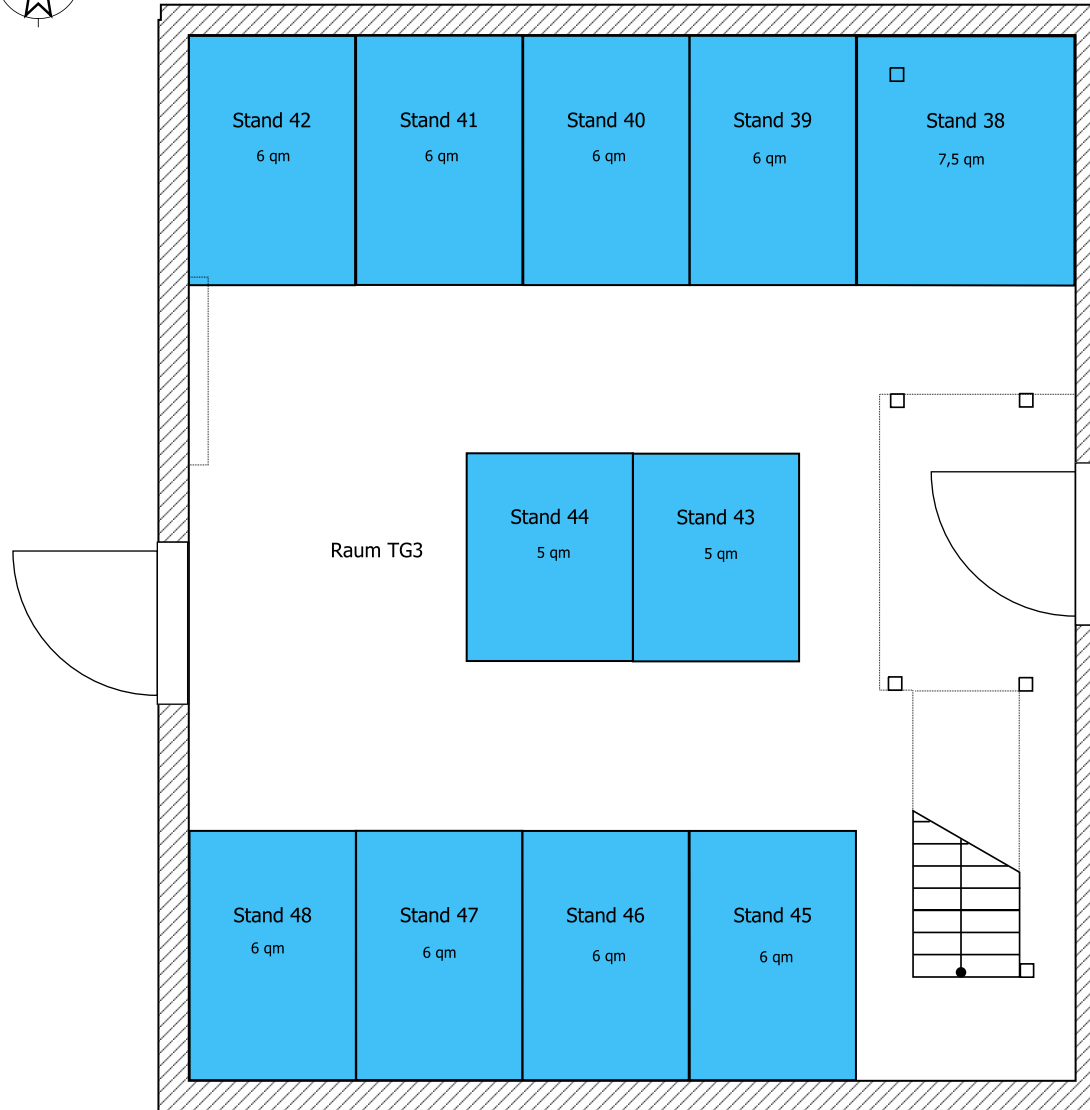 Stand 42
6 qm
Stand 41
6 qm
Stand 40
6 qm
Stand 39
6 qm
Stand 38
7,5 qm
Raum TG3
Stand 44
5 qm
Stand 43
5 qm
Stand 48
6 qm
Stand 47
6 qm
Stand 46
6 qm
Stand 45
6 qm